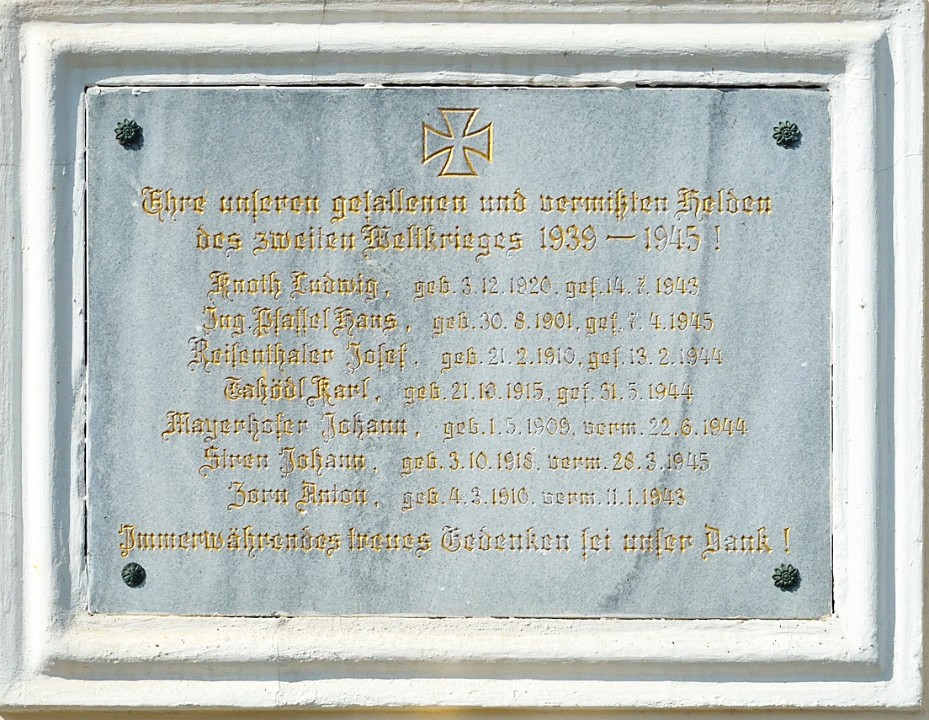 Ehre unseren gefallenen und vermißten Helden
des zweiten Weltkrieges 1939 — 1945 !
Knoth Ludwig, geb. 3.12.1920, gef. 14. 7. 1943
Ing. Pfaffel Hans, geb. 30. 8. 1901, gef. 7. 4. 1945
Reisenthaler Josef, geb. 21. 2. 1910, gef. 13. 2. 1944
Tahödl Karl, geb. 21. 10. 1915, gef. 31. 5. 1944
Mayerhofer Johann, geb. 1. 5. 1909, verm. 22. 6. 1944
Siren Johann, geb. 3. 10. 1918, verm. 28. 3. 1945
Zorn Anton, geb. 4. 3. 1910, verm. 11. 1. 1943
Immerwährendes treues Gedenken sei unser Dank !